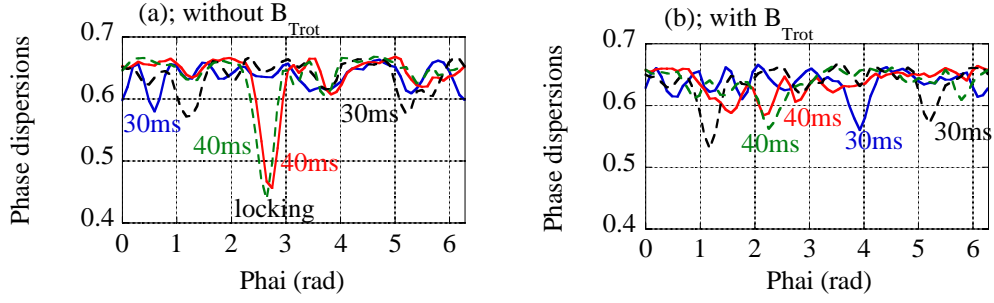 (a); without B Trot
0.7
0.6
0.5
0.4
Phase dispersions
30ms
40ms
40ms
30ms
locking
0 1 2 3 4 5 6
Phai (rad)
(b); with B Trot
0.7
0.6
0.5
0.4
Phase dispersions
40ms
40ms
30ms
30ms
0 1 2 3 4 5 6
Phai (rad)